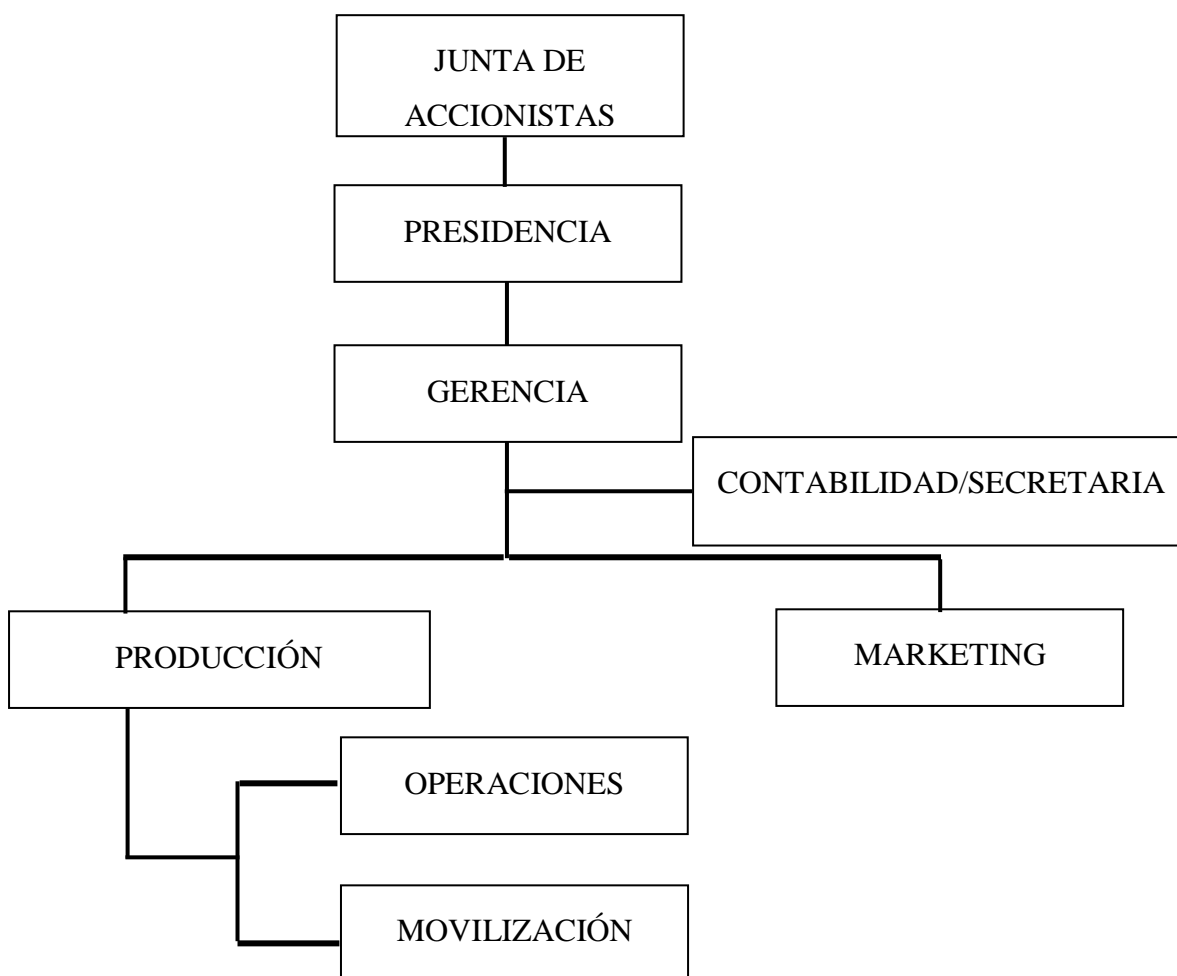 JUNTA DE
ACCIONISTAS
PRESIDENCIA
GERENCIA
CONTABILIDAD/SECRETARIA
PRODUCCIÓN
MARKETING
OPERACIONES
MOVILIZACIÓN